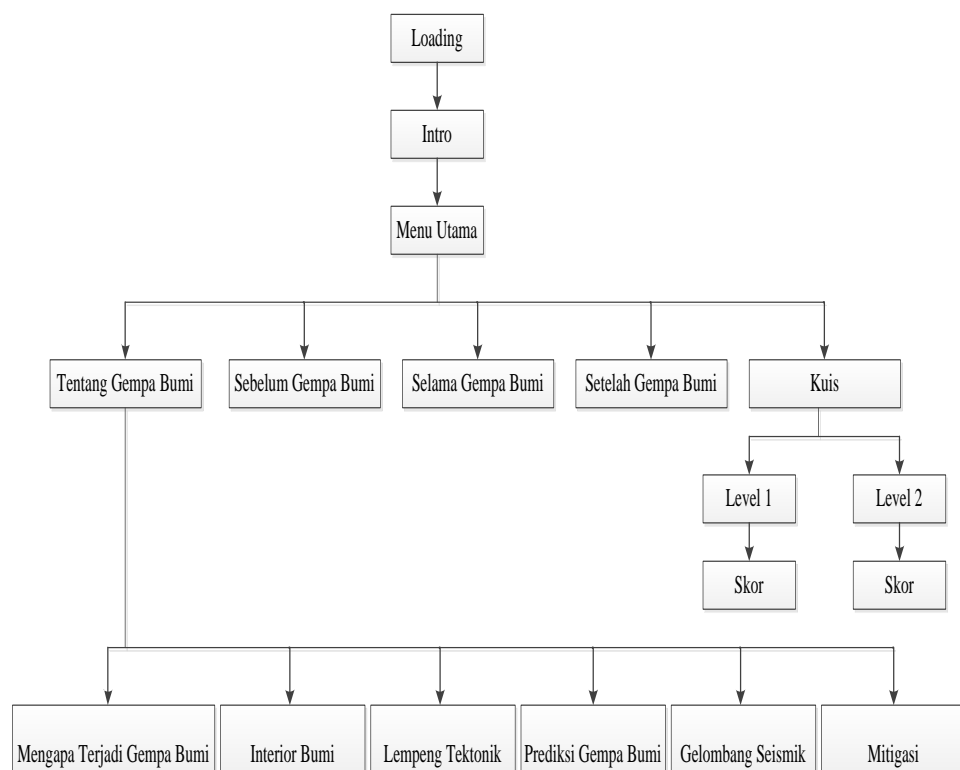 Loading
Intro
Menu Utama
Tentang Gempa Bumi
Sebelum Gempa Bumi
Selama Gempa Bumi
Setelah Gempa Bumi
Kuis
Level 1
Level 2
Skor
Skor
Mengapa Terjadi Gempa Bumi
Interior Bumi
Lempeng Tektonik
Prediksi Gempa Bumi
Gelombang Seismik
Mitigasi